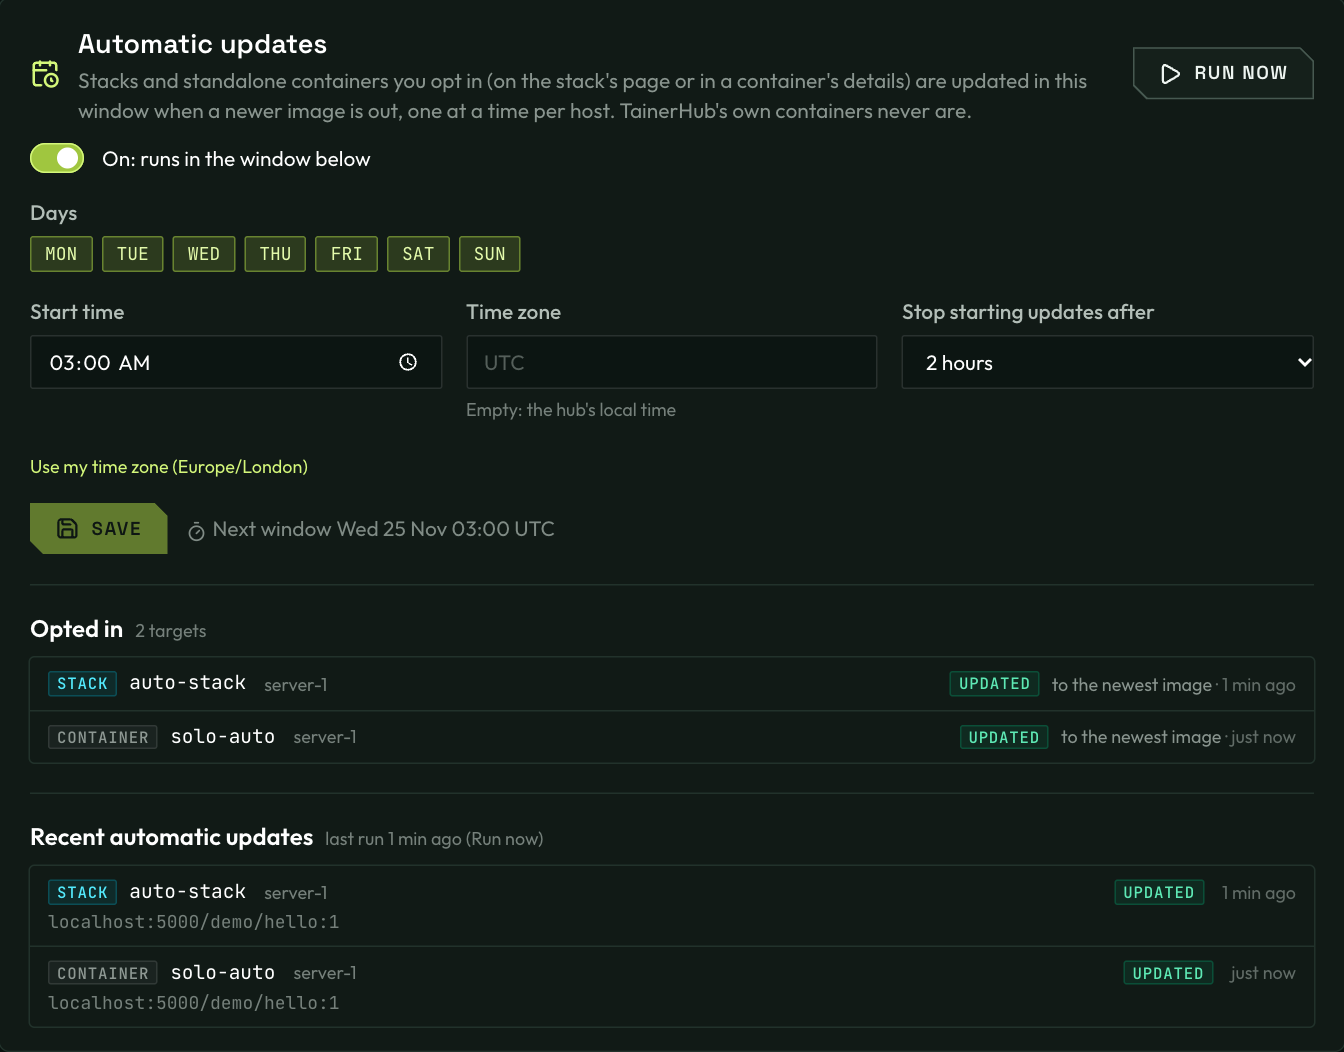 Automatic updates
Stacks and standalone containers you opt in (on the stack's page or in a container's details) are updated in this
window when a newer image is out, one at a time per host. TainerHub's own containers never are.
RUN NOW
On: runs in the window below
Days
MON TUE WED THU FRI SAT SUN
Start time Time zone Stop starting updates after
03:00 AM UTC 2 hours
Empty: the hub's local time
Use my time zone (Europe/London)
SAVE Next window Wed 25 Nov 03:00 UTC
Opted in 2 targets
STACK auto-stack server-1 UPDATED to the newest image · 1 min ago
CONTAINER solo-auto server-1 UPDATED to the newest image · just now
Recent automatic updates last run 1 min ago (Run now)
STACK auto-stack server-1 UPDATED 1 min ago
localhost:5000/demo/hello:1
CONTAINER solo-auto server-1 UPDATED just now
localhost:5000/demo/hello:1